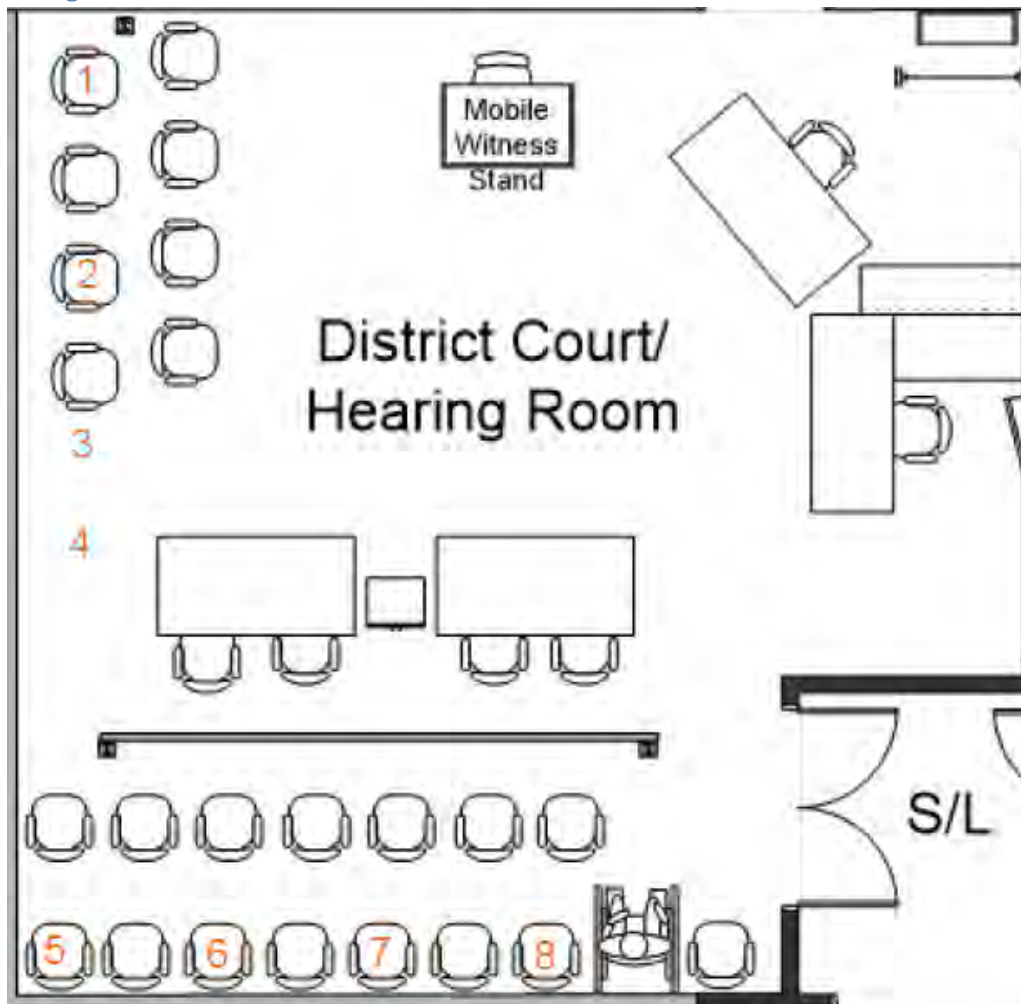 1
Mobile
Witness
Stand
2
District Court/
Hearing Room
3
4
S/L
5 6 7 8